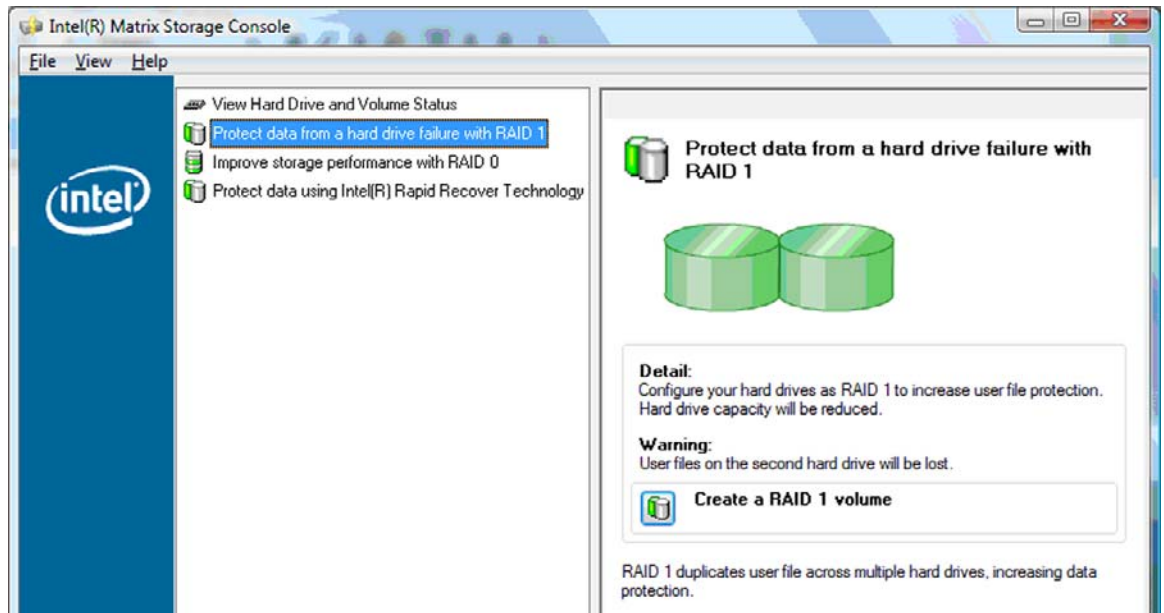 Intel(R) Matrix Storage Console
File View Help
intel
View Hard Drive and Volume Status
Protect data from a hard drive failure with RAID 1
Improve storage performance with RAID 0
Protect data using Intel(R) Rapid Recover Technology
Protect data from a hard drive failure with
RAID 1
Detail:
Configure your hard drives as RAID 1 to increase user file protection.
Hard drive capacity will be reduced.
Warning:
User files on the second hard drive will be lost.
Create a RAID 1 volume
RAID 1 duplicates user file across multiple hard drives, increasing data
protection.